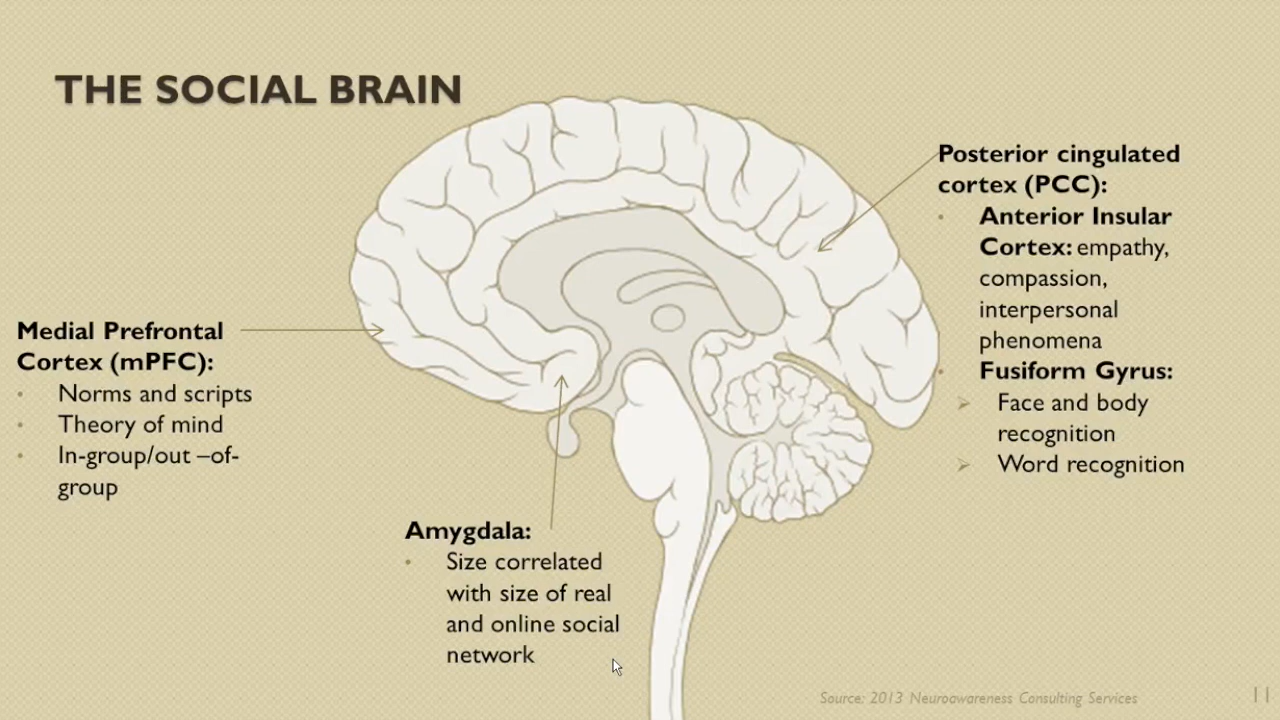 THE SOCIAL BRAIN
Medial Prefrontal
Cortex (mPFC):
Norms and scripts
Theory of mind
In-group/out –of-
group
Amygdala:
Size correlated
with size of real
and online social
network
Posterior cingulated
cortex (PCC):
Anterior Insular
Cortex: empathy,
compassion,
interpersonal
phenomena
Fusiform Gyrus:
Face and body
recognition
Word recognition
Source: 2013 Neuroawareness Consulting Services
11